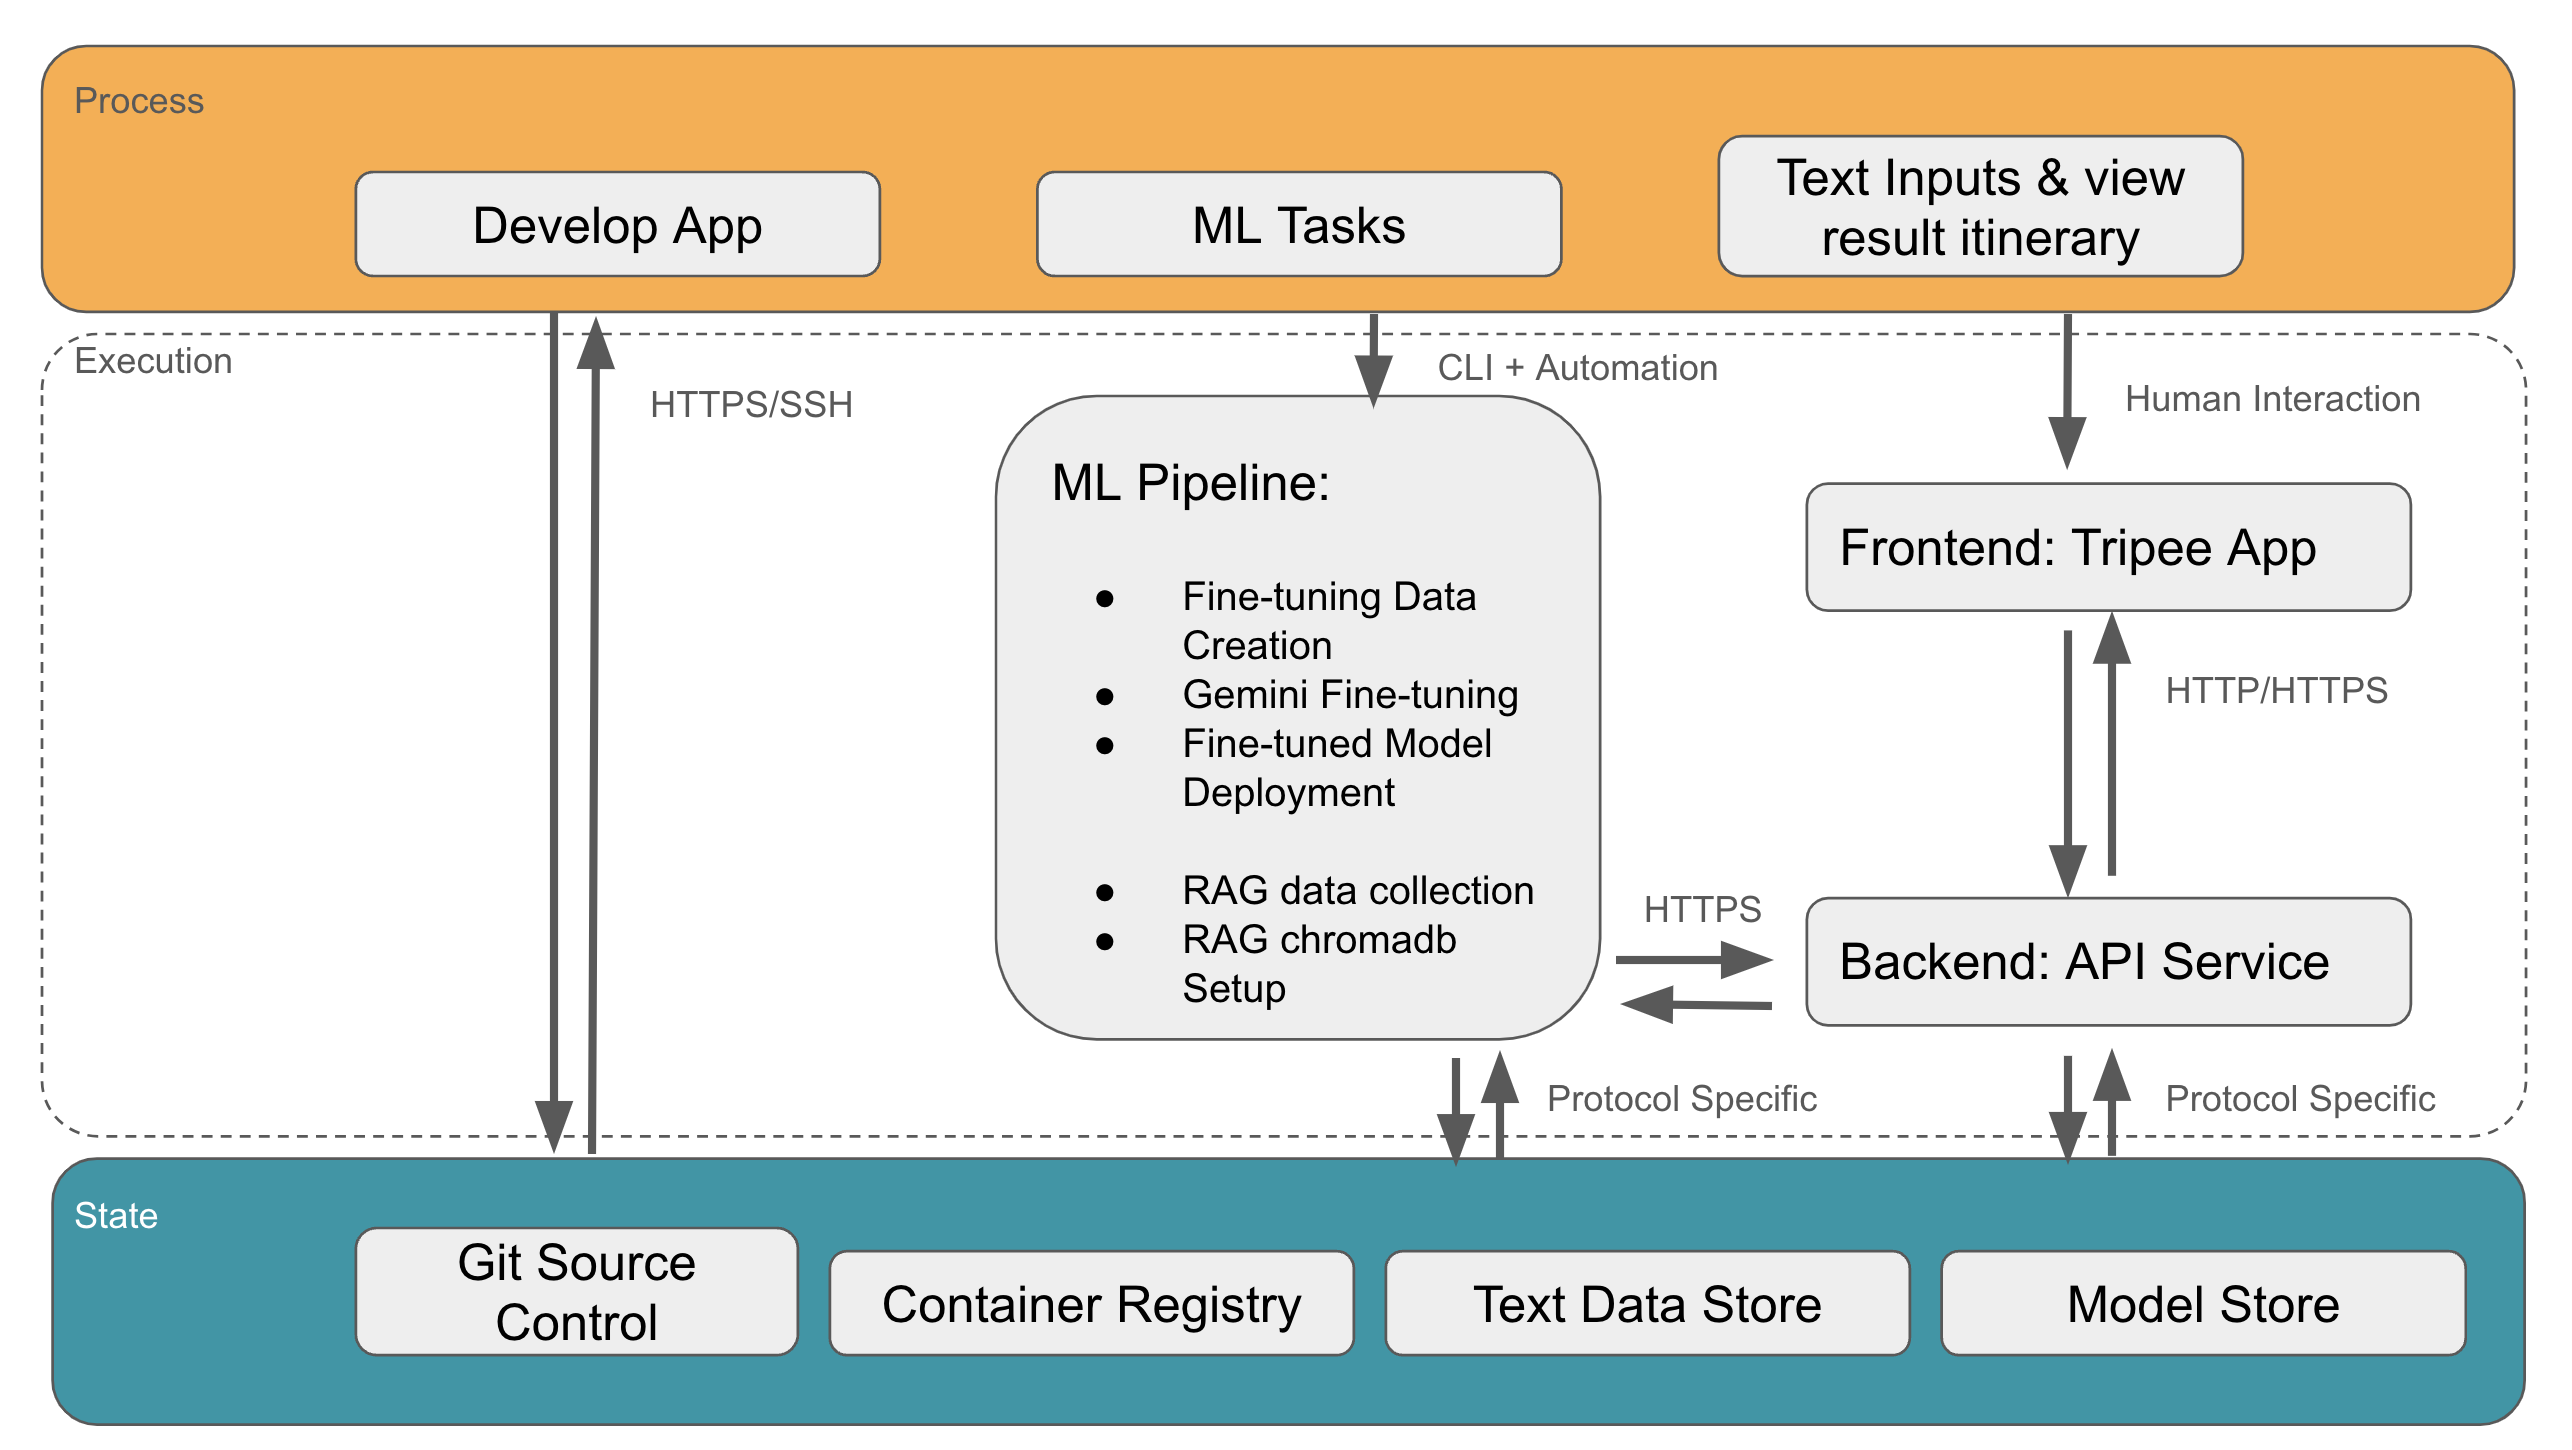 Process
Develop App
ML Tasks
Text Inputs & view
result itinerary
Execution
HTTPS/SSH
CLI + Automation
Human Interaction
ML Pipeline:
● Fine-tuning Data
Creation
● Gemini Fine-tuning
● Fine-tuned Model
Deployment
● RAG data collection
● RAG chromadb
Setup
Frontend: Tripee App
HTTP/HTTPS
HTTPS
Backend: API Service
Protocol Specific
Protocol Specific
State
Git Source
Control
Container Registry
Text Data Store
Model Store